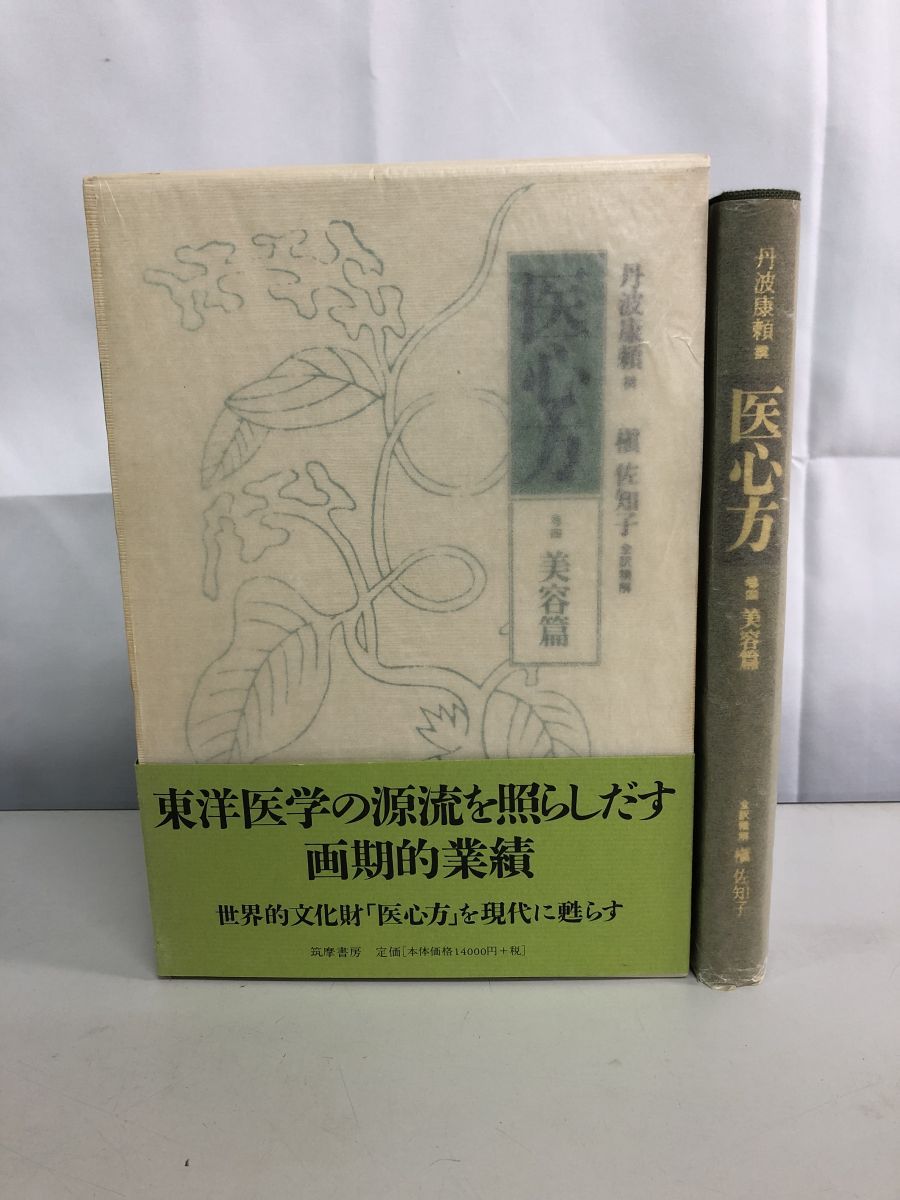 丹波康頼 撰
槇 佐知子 全訳精解
医心方
巻四 美容篇
東洋医学の源流を照らしだす
画期的業績
世界的文化財「医心方」を現代に甦らす
筑摩書房 定価[本体価格14000円+税]
丹波康頼 撰
医心方
巻四 美容篇
全訳精解 槇 佐知子